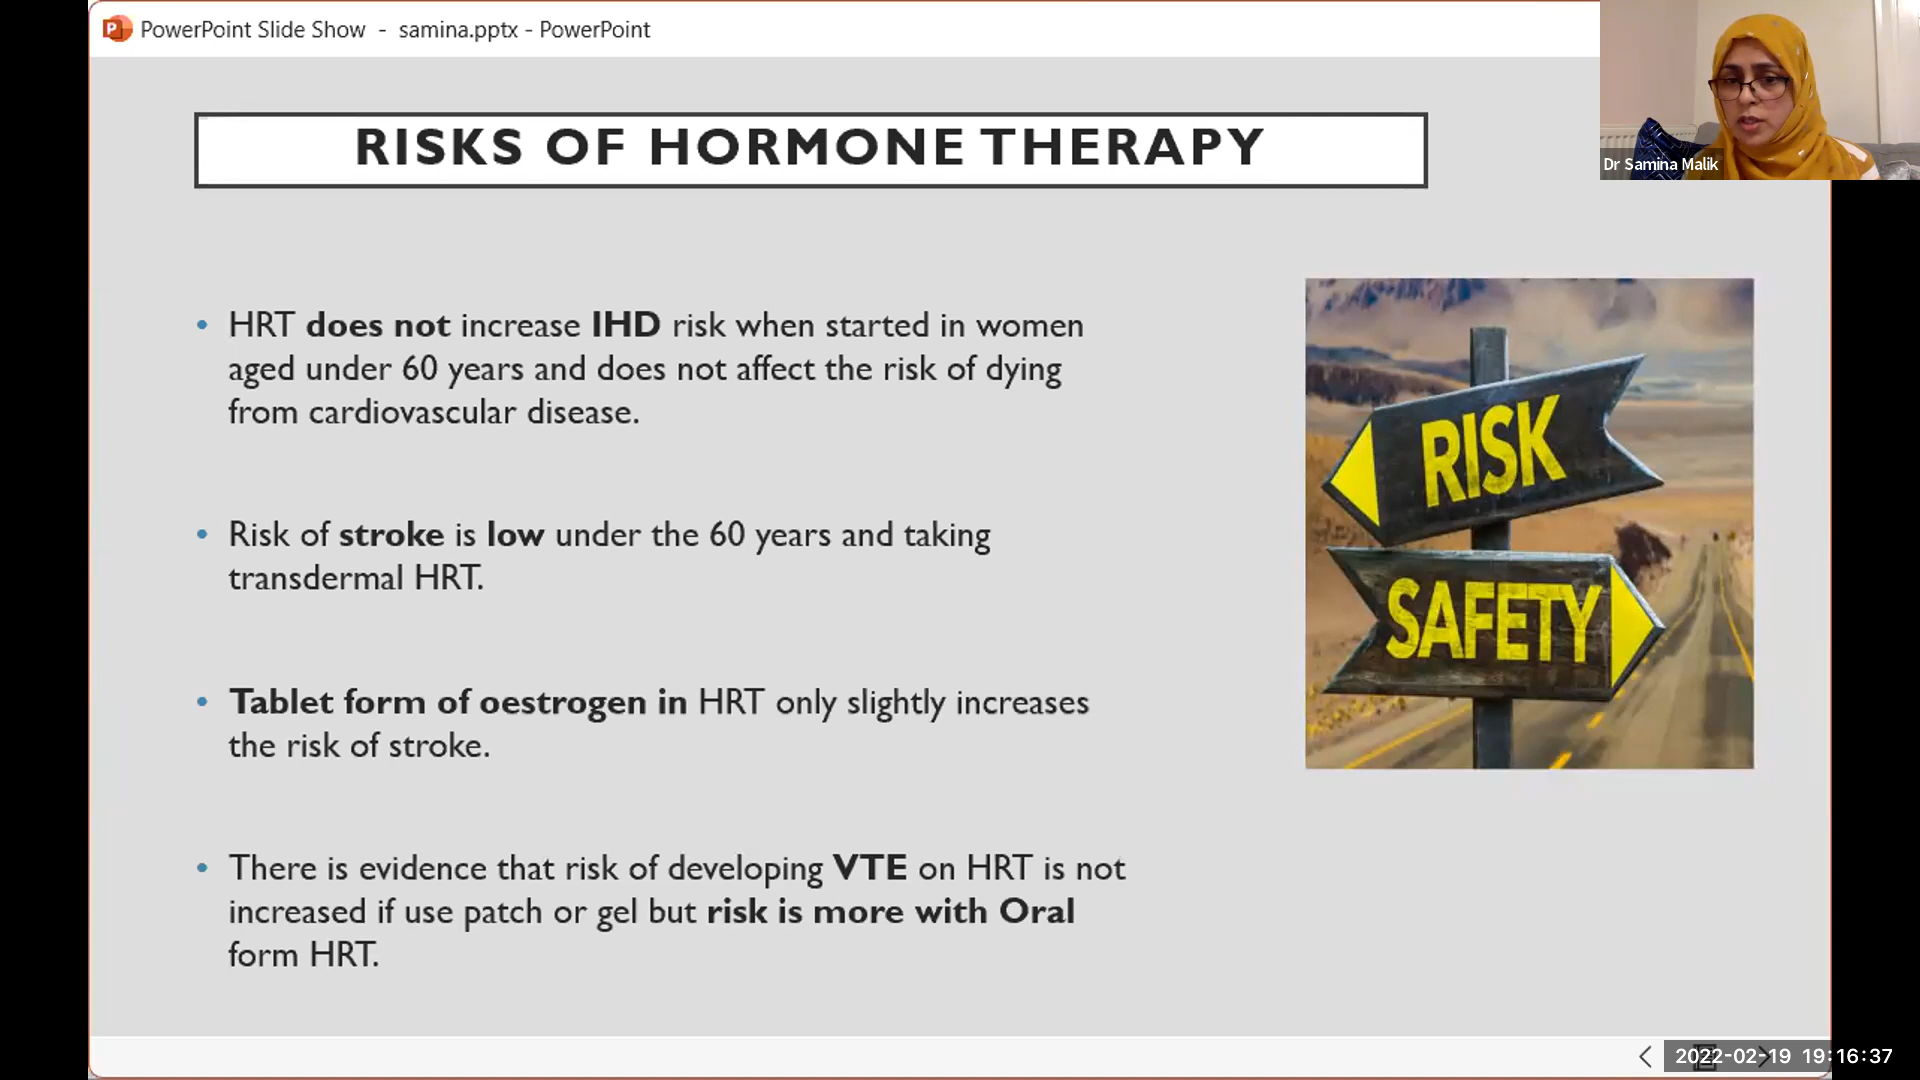 PowerPoint Slide Show - samina.pptx - PowerPoint
Dr Samina Malik
RISKS OF HORMONE THERAPY
• HRT does not increase IHD risk when started in women
aged under 60 years and does not affect the risk of dying
from cardiovascular disease.
• Risk of stroke is low under the 60 years and taking
transdermal HRT.
• Tablet form of oestrogen in HRT only slightly increases
the risk of stroke.
• There is evidence that risk of developing VTE on HRT is not
increased if use patch or gel but risk is more with Oral
form HRT.
RISK
SAFETY
2022-02-19 19:16:37